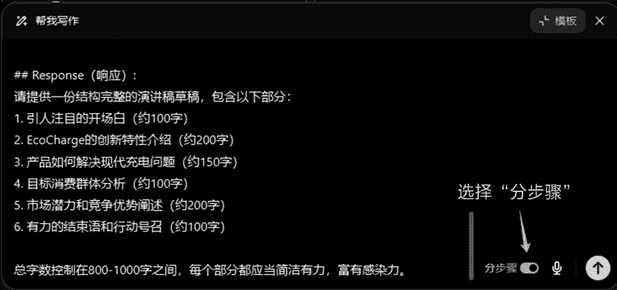 帮我写作
模板
## Response（响应）:
请提供一份结构完整的演讲稿草稿，包含以下部分：
1. 引人注目的开场白（约100字）
2. EcoCharge的创新特性介绍（约200字）
3. 产品如何解决现代充电问题（约150字）
4. 目标消费群体分析（约100字）
5. 市场潜力和竞争优势阐述（约200字）
6. 有力的结束语和行动号召（约100字）
选择“分步骤”
总字数控制在800-1000字之间，每个部分都应当简洁有力，富有感染力。
分步骤